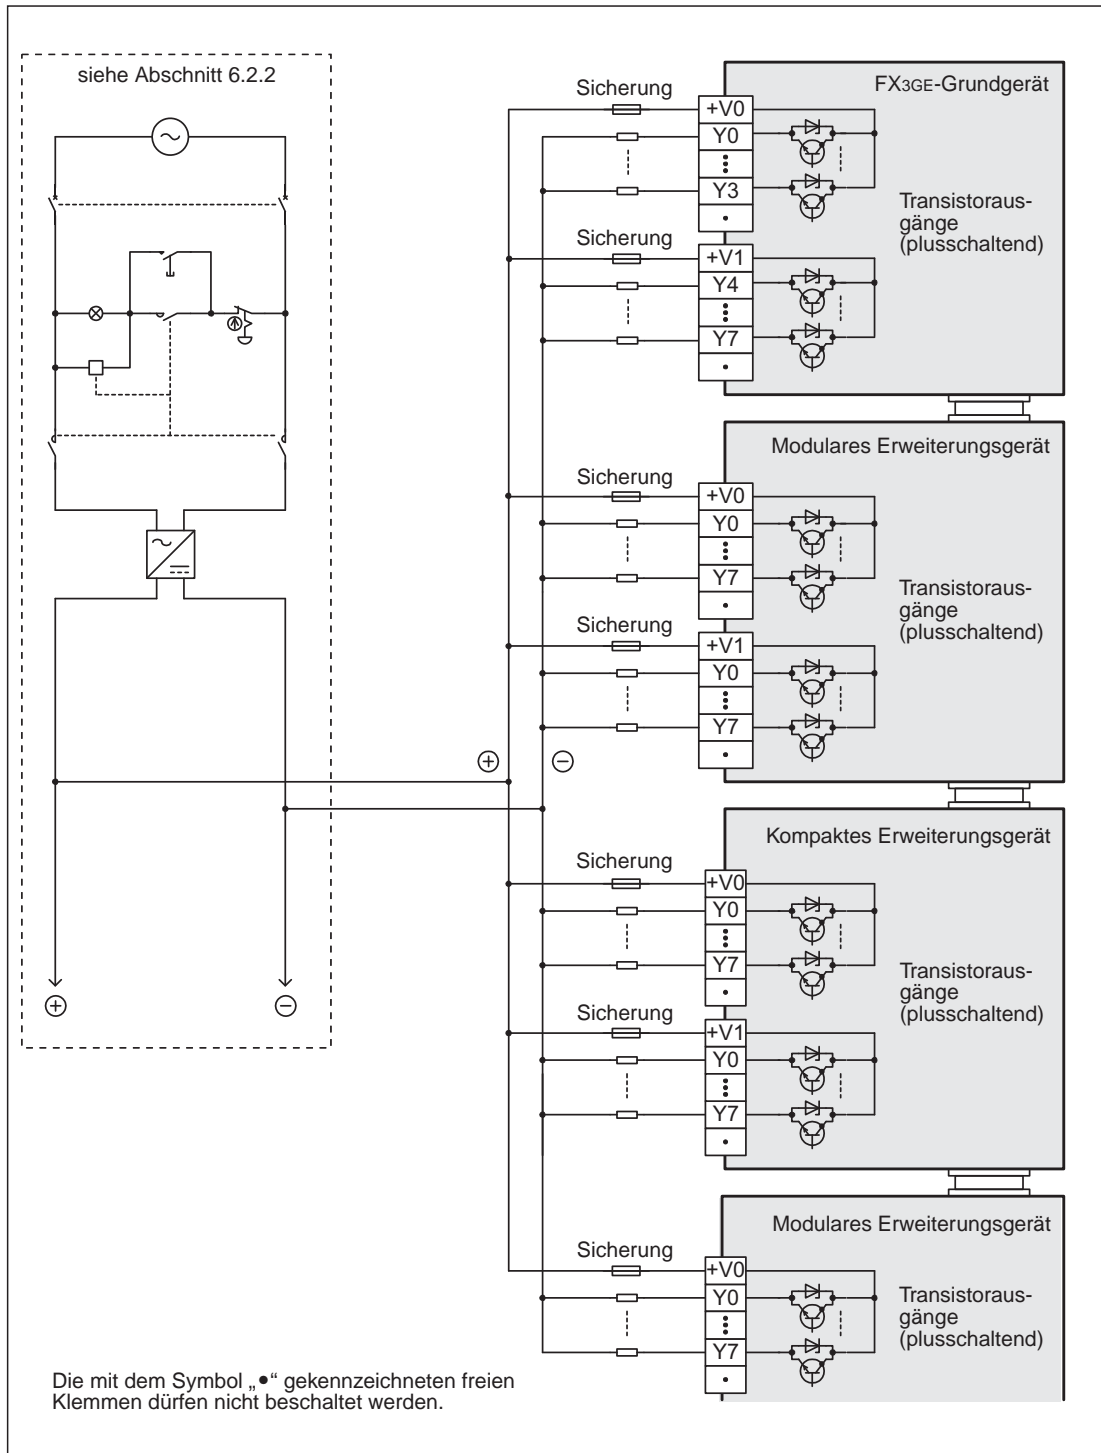 siehe Abschnitt 6.2.2
FX3GE-Grundgerät
Sicherung
+V0
Y0
Y3
Transistoraus-
gänge
(plusschaltend)
Sicherung
+V1
Y4
Y7
Modulares Erweiterungsgerät
Sicherung
+V0
Y0
Y7
Transistoraus-
gänge
(plusschaltend)
Sicherung
+V1
Y0
Y7
Kompaktes Erweiterungsgerät
Sicherung
+V0
Y0
Y7
Transistoraus-
gänge
(plusschaltend)
Sicherung
+V1
Y0
Y7
Modulares Erweiterungsgerät
Sicherung
+V0
Y0
Y7
Transistoraus-
gänge
(plusschaltend)
Die mit dem Symbol „●“ gekennzeichneten freien
Klemmen dürfen nicht beschaltet werden.